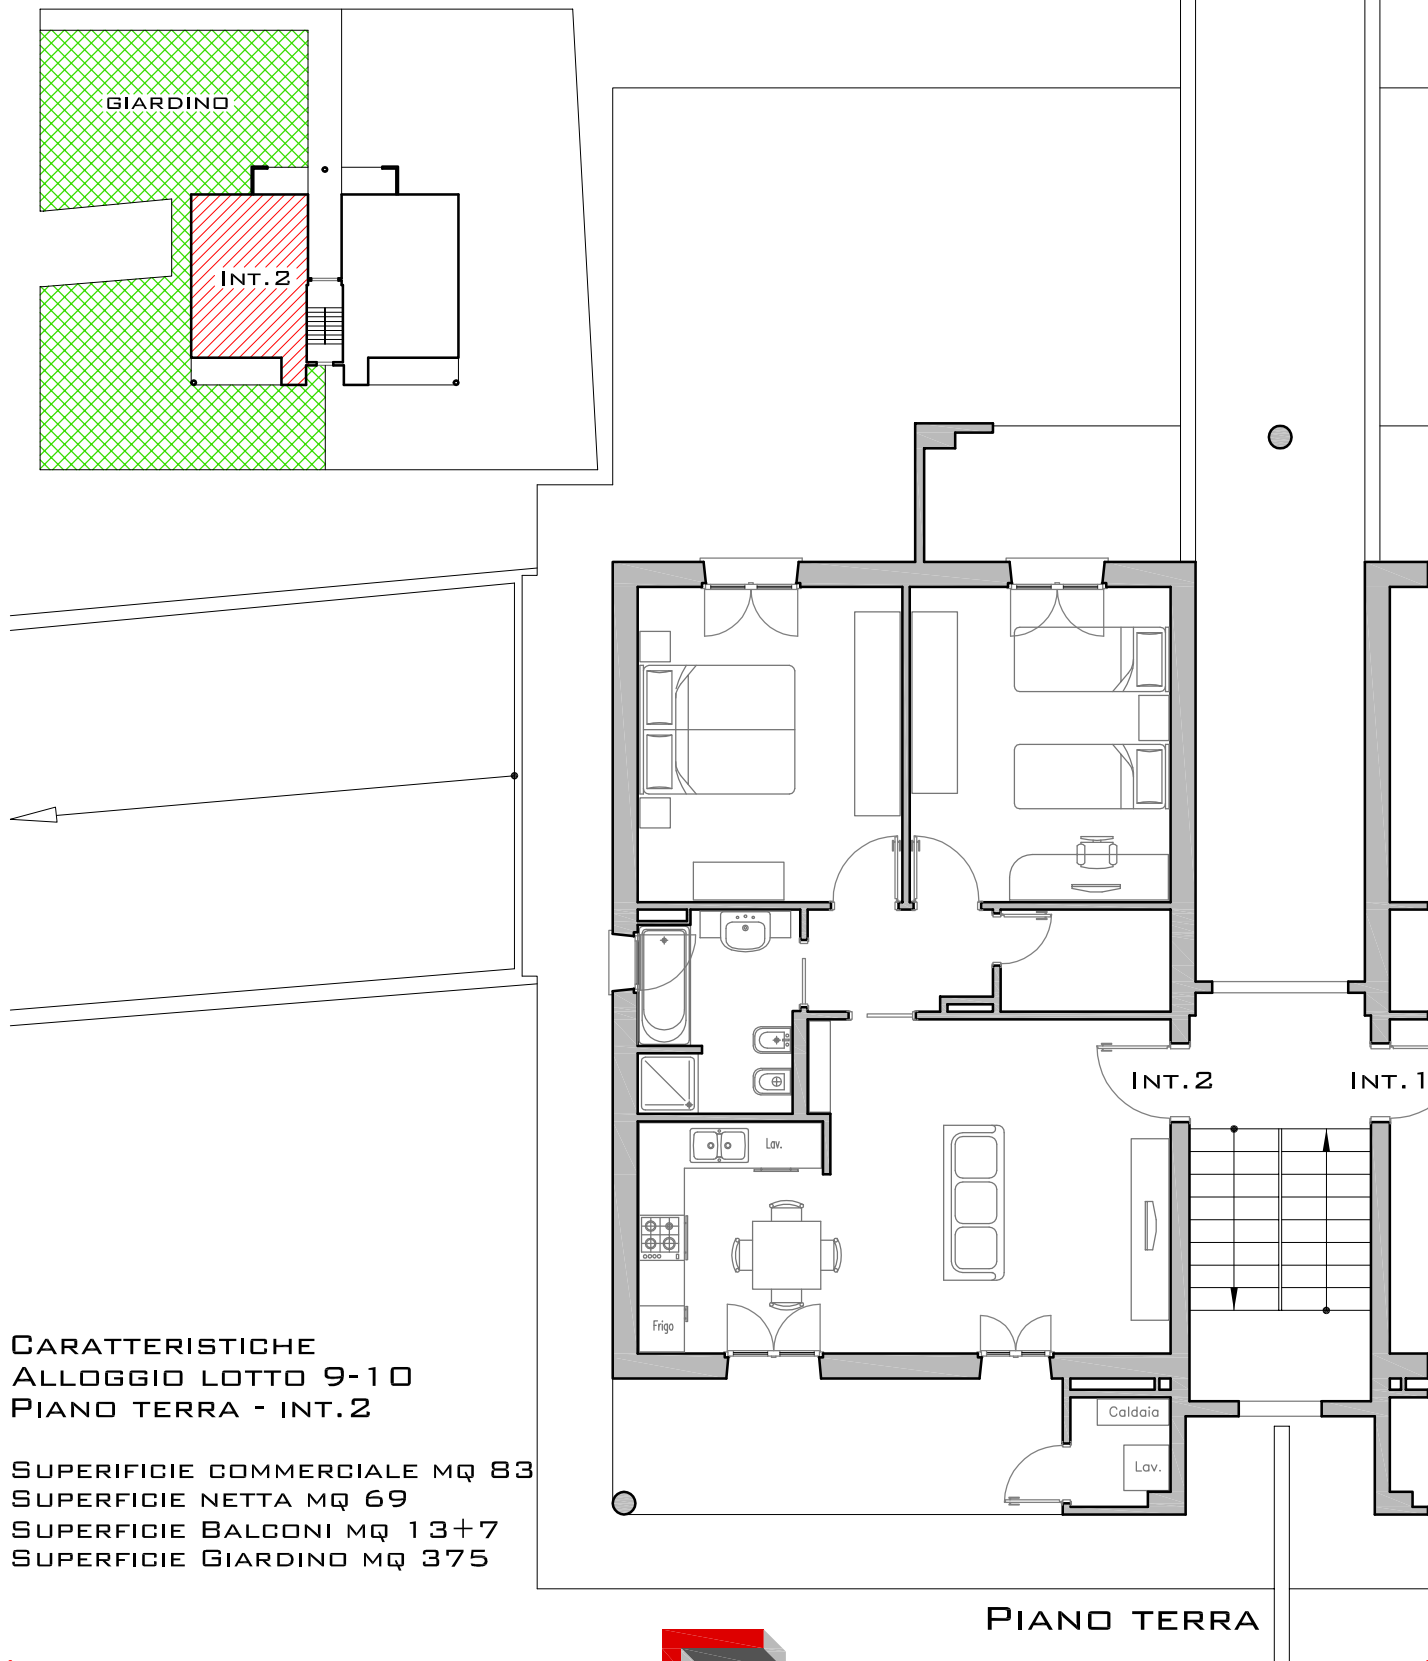 GIARDINO
INT.2
INT.2
INT.1
Lav.
Frigo
Caldaia
Lav.
CARATTERISTICHE
ALLOGGIO LOTTO 9-10
PIANO TERRA - INT.2
SUPERIFICIE COMMERCIALE MQ 83
SUPERFICIE NETTA MQ 69
SUPERFICIE BALCONI MQ 13+7
SUPERFICIE GIARDINO MQ 375
PIANO TERRA